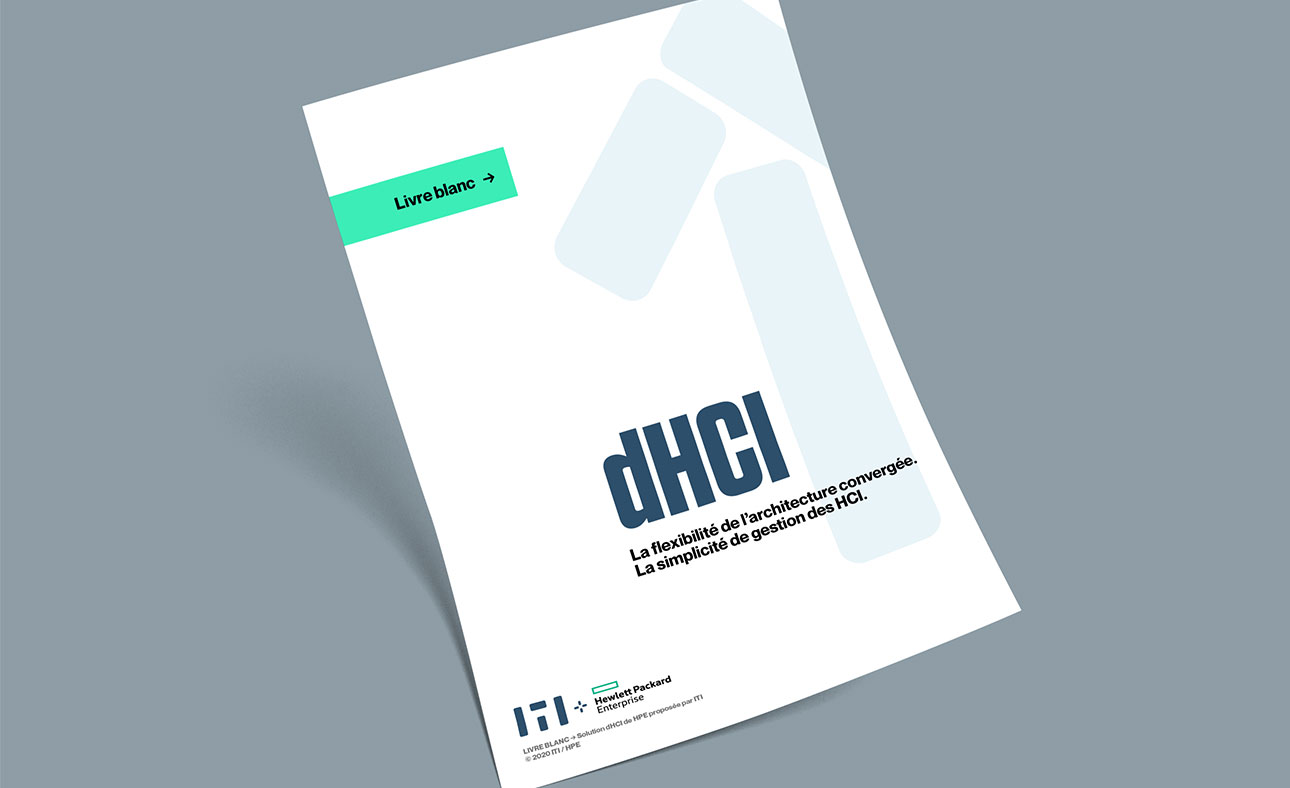 Livre blanc →
dHCI
La flexibilité de l'architecture convergée.
La simplicité de gestion des HCI.
ITI
Hewlett Packard
Enterprise
LIVRE BLANC → Solution dHCI de HPE proposée par ITI
© 2020 ITI / HPE